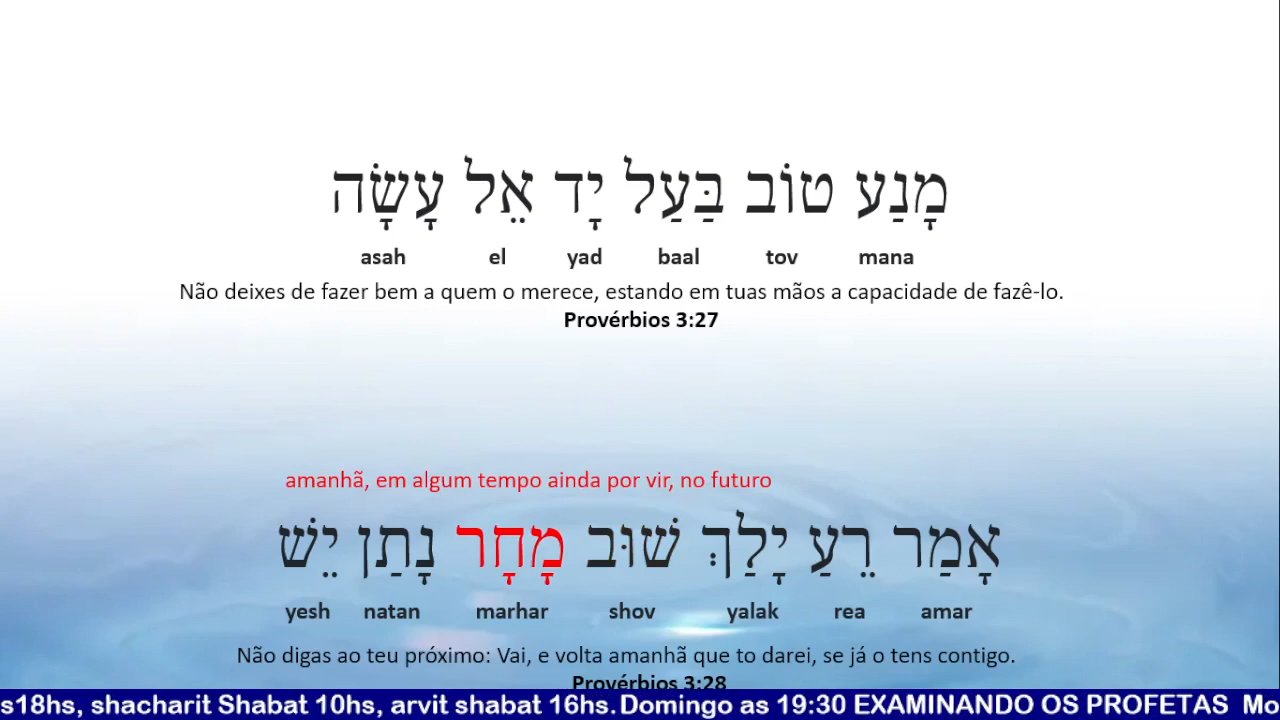 מָנַע טוֹב בַּעַל יָד אֵל עָשָׂה
asah el yad baal tov mana
Não deixes de fazer bem a quem o merece, estando em tuas mãos a capacidade de fazê-lo.
Provérbios 3:27
amanhã, em algum tempo ainda por vir, no futuro
אָמַר רֵעַ יָלַךְ שׁוּב מָחָר נָתַן יֵשׁ
yesh natan marhar shov yalak rea amar
Não digas ao teu próximo: Vai, e volta amanhã que to darei, se já o tens contigo.
Provérbios 3:28
s18hs, shacharit Shabat 10hs, arvit shabat 16hs.Domingo as 19:30 EXAMINANDO OS PROFETAS Mo